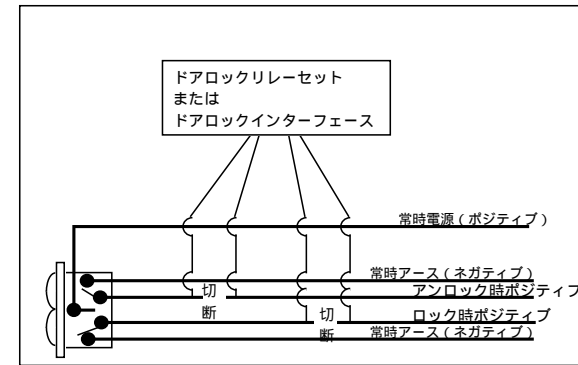 ドアロックリレーセット
または
ドアロックインターフェース
常時電源(ポジティブ)
常時アース(ネガティブ)
切
断
アンロック時ポジティブ
切
断
ロック時ポジティブ
常時アース(ネガティブ)